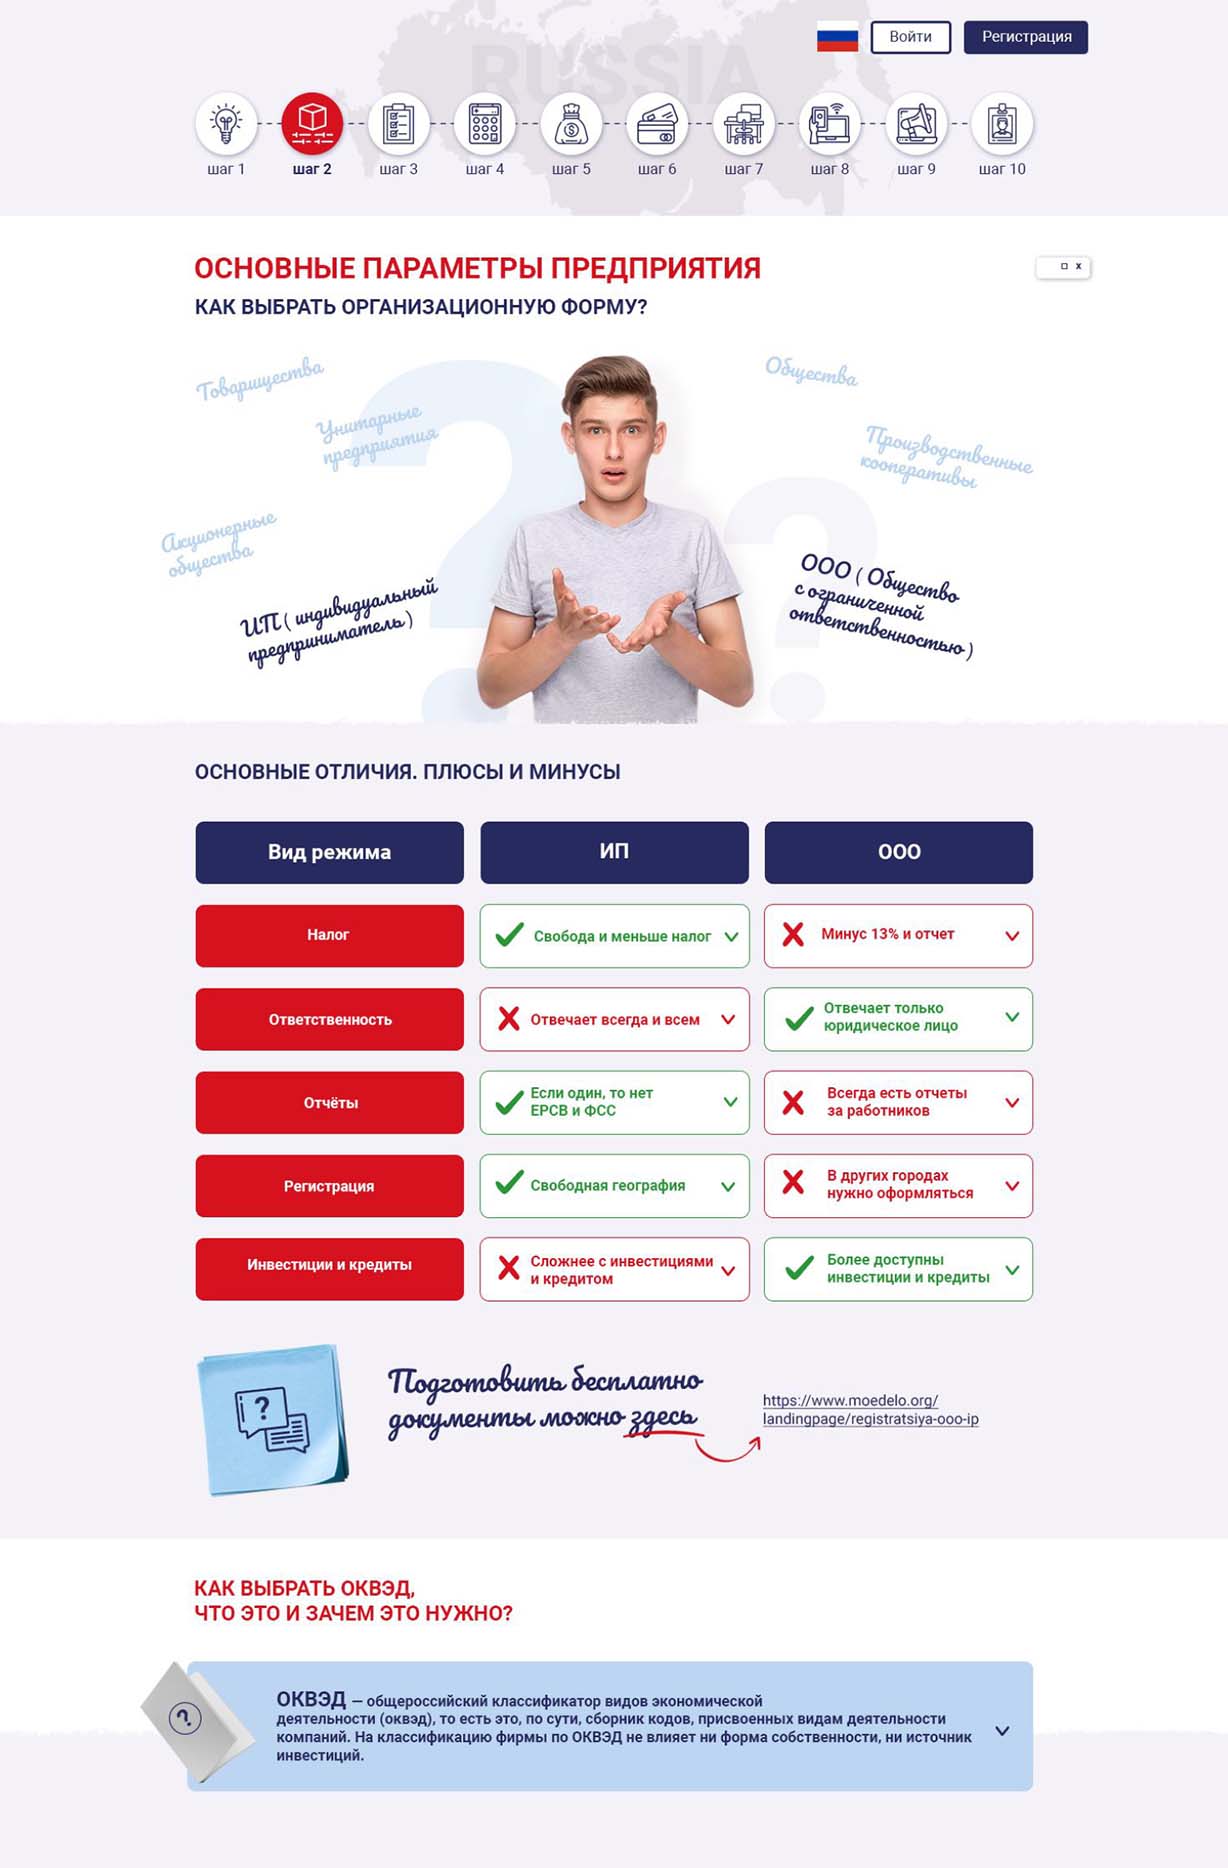 RUSSIA
Войти
Регистрация
шаг 1
шаг 2
шаг 3
шаг 4
шаг 5
шаг 6
шаг 7
шаг 8
шаг 9
шаг 10
ОСНОВНЫЕ ПАРАМЕТРЫ ПРЕДПРИЯТИЯ
x
КАК ВЫБРАТЬ ОРГАНИЗАЦИОННУЮ ФОРМУ?
Товарищества
Унитарные
предприятия
Акционерные
общества
ИП ( индивидуальный
предприниматель )
Общества
Производственные
кооперативы
ООО ( Общество
с ограниченной
ответственностью )
ОСНОВНЫЕ ОТЛИЧИЯ. ПЛЮСЫ И МИНУСЫ
Вид режима
ИП
ООО
Налог
Свобода и меньше налог
Минус 13% и отчет
Ответственность
Отвечает всегда и всем
Отвечает только
юридическое лицо
Отчёты
Если один, то нет
ЕРСВ и ФСС
Всегда есть отчеты
за работников
Регистрация
Свободная география
В других городах
нужно оформляться
Инвестиции и кредиты
Сложнее с инвестициями
и кредитом
Более доступны
инвестиции и кредиты
?
Подготовить бесплатно
документы можно здесь
https://www.moedelo.org/
landingpage/registratsiya-ooo-ip
КАК ВЫБРАТЬ ОКВЭД,
ЧТО ЭТО И ЗАЧЕМ ЭТО НУЖНО?
?
ОКВЭД — общероссийский классификатор видов экономической
деятельности (оквэд), то есть это, по сути, сборник кодов, присвоенных видам деятельности
компаний. На классификацию фирмы по ОКВЭД не влияет ни форма собственности, ни источник
инвестиций.